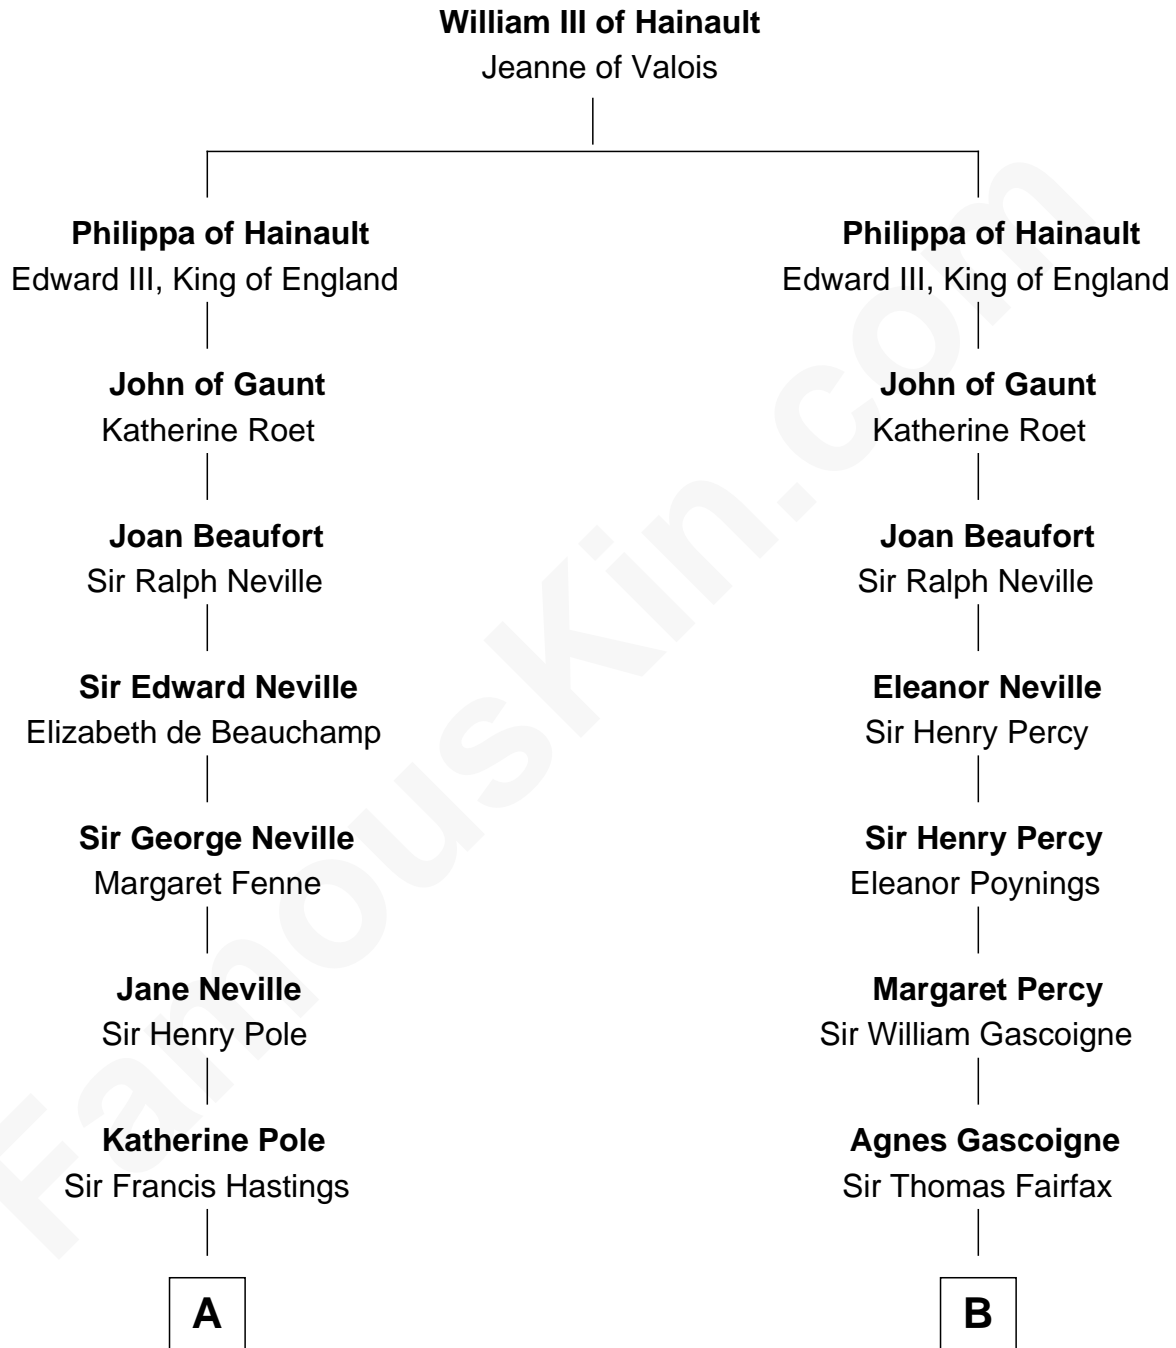 William III of Hainault
Jeanne of Valois
Philippa of Hainault
Edward III, King of England
John of Gaunt
Katherine Roet
Joan Beaufort
Sir Ralph Neville
Sir Edward Neville
Elizabeth de Beauchamp
Sir George Neville
Margaret Fenne
Jane Neville
Sir Henry Pole
Katherine Pole
Sir Francis Hastings
A
Philippa of Hainault
Edward III, King of England
John of Gaunt
Katherine Roet
Joan Beaufort
Sir Ralph Neville
Eleanor Neville
Sir Henry Percy
Sir Henry Percy
Eleanor Poynings
Margaret Percy
Sir William Gascoigne
Agnes Gascoigne
Sir Thomas Fairfax
B
FamousKin.com